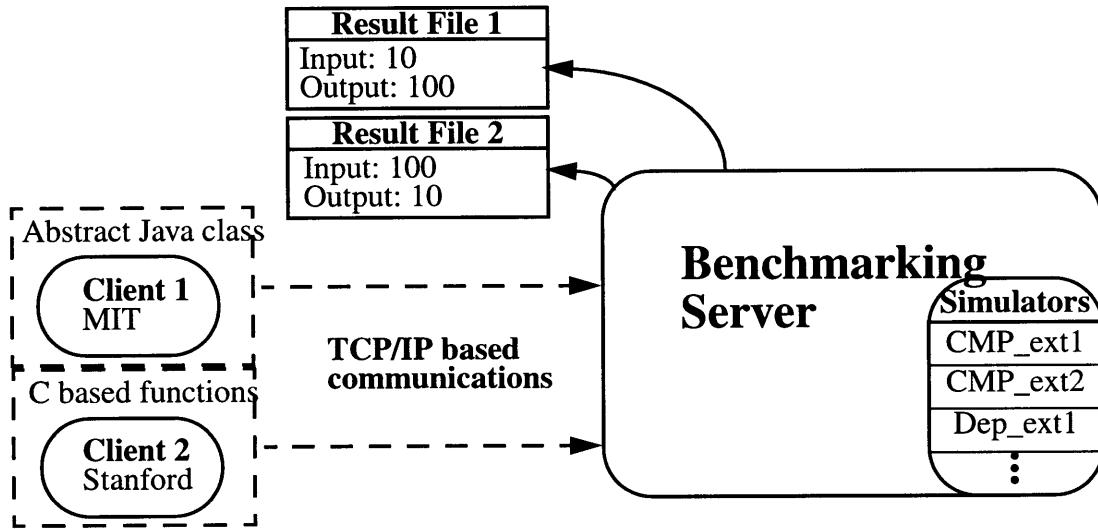 Result File 1
Input: 10
Output: 100
Result File 2
Input: 100
Output: 10
Abstract Java class
Client 1
MIT
C based functions
Client 2
Stanford
TCP/IP based
communications
Benchmarking
Server
Simulators
CMP_ext1
CMP_ext2
Dep_ext1